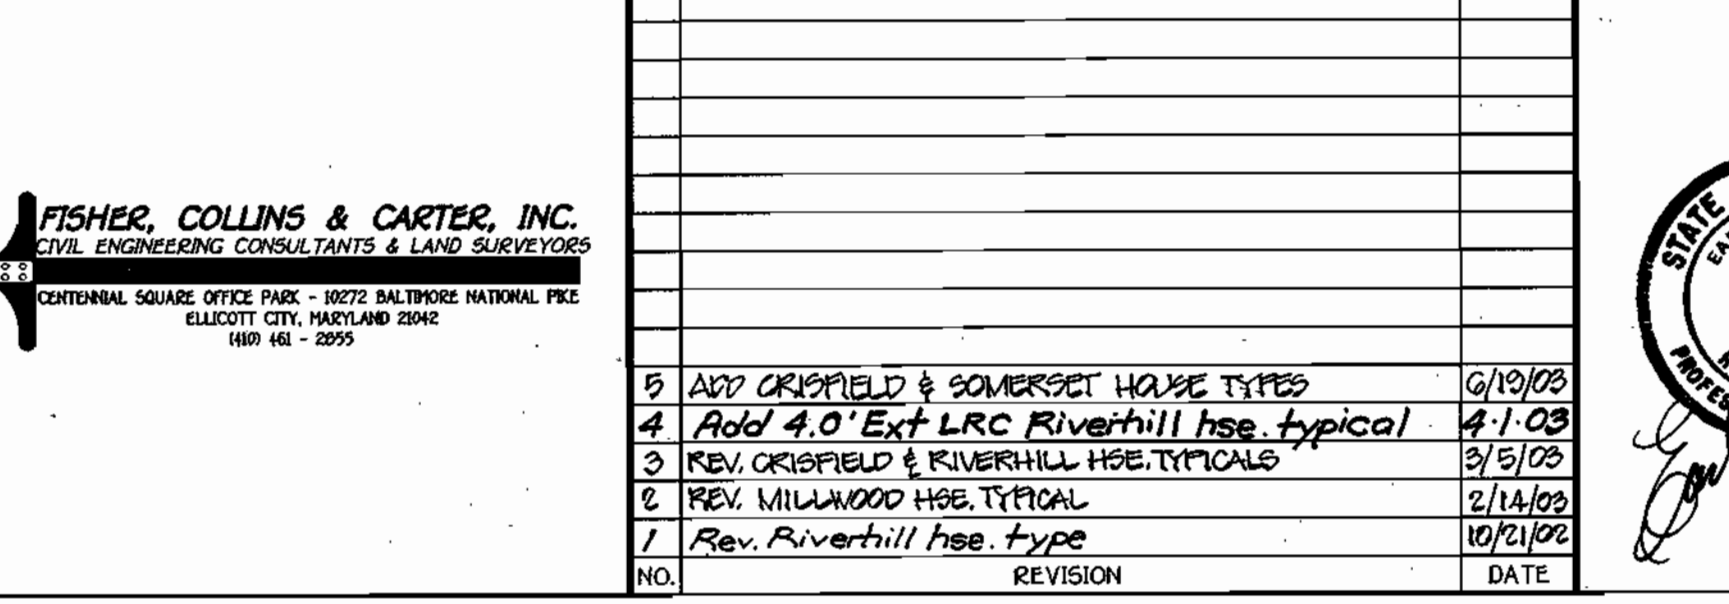 FISHER, COLLINS & CARTER, INC.
CIVIL ENGINEERING CONSULTANTS & LAND SURVEYORS
CENTENNIAL SQUARE OFFICE PARK - 10272 BALTIMORE NATIONAL PIKE
ELLICOTT CITY, MARYLAND 21042
(410) 461 - 2855
5 ADD CRISFIELD & SOMERSET HOUSE TYPES 6/19/03
4 Add 4.0' Ext LRC Riverhill hse. typical 4·1·03
3 REV. CRISFIELD & RIVERHILL HSE. TYPICALS 3/5/03
2 REV. MILLWOOD HSE. TYPICAL 2/14/03
1 Rev. Riverhill hse. type 10/21/02
NO. REVISION DATE
STATE